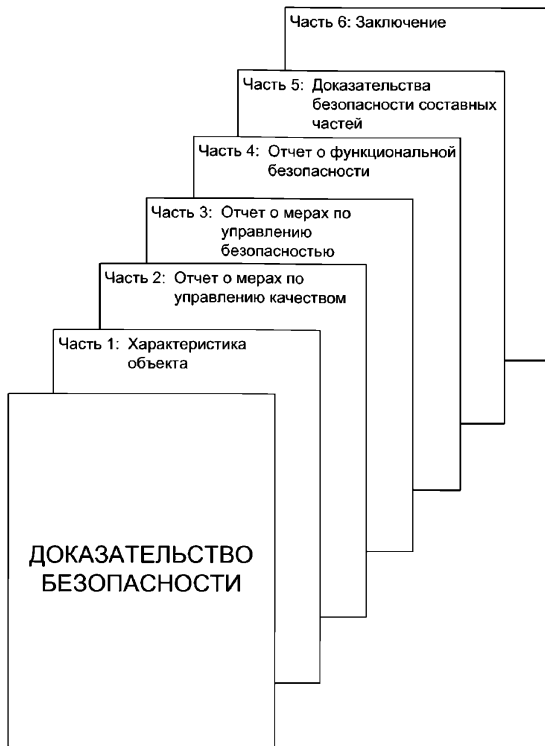 Часть 6: Заключение
Часть 5: Доказательства
безопасности составных
частей
Часть 4: Отчет о функциональной
безопасности
Часть 3: Отчет о мерах по
управлению
безопасностью
Часть 2: Отчет о мерах по
управлению качеством
Часть 1: Характеристика
объекта
ДОКАЗАТЕЛЬСТВО
БЕЗОПАСНОСТИ